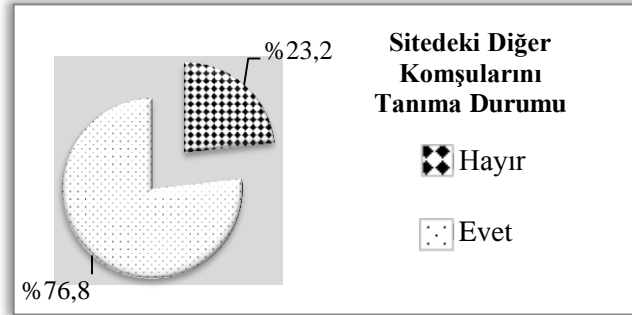 %23,2
Sitedeki Diğer
Komşularını
Tanıma Durumu
Hayır
Evet
%76,8